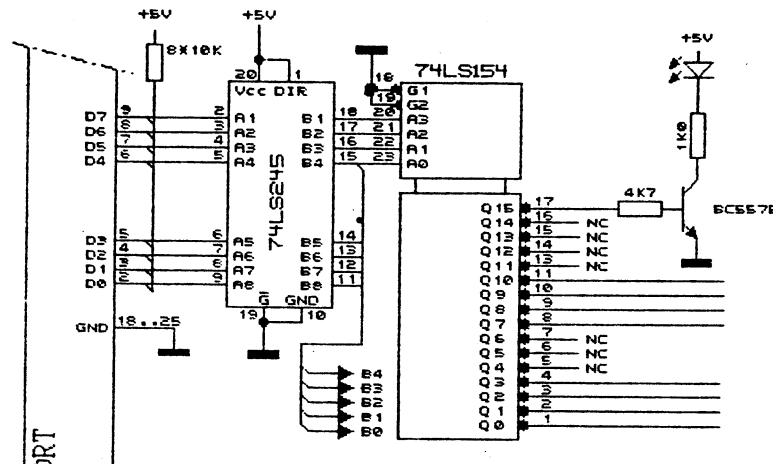 +5V
+5V
+5V
8X10K
20 1
Vcc DIR
18
19
74LS154
G1
G2
D7 9 2 A1 B1 18 20 A3
D6 8 3 A2 B2 17 21 A2
D5 7 4 A3 B3 16 22 A1
D4 6 5 A4 B4 15 23 A0
74LS245
1K0
4K7
BC557B
D3 5 6 A5 B5 14
D2 4 7 A6 B6 13
D1 3 8 A7 B7 12
D0 2 9 A8 B8 11
G GND
19 10
GND 18..25
Q15 17
Q14 16 NC
Q13 15 NC
Q12 14 NC
Q11 13 NC
Q10 11
Q9 10
Q8 9
Q7 8
Q6 7 NC
Q5 6 NC
Q4 5 NC
Q3 4
Q2 3
Q1 2
Q0 1
B4
B3
B2
B1
B0
ORT